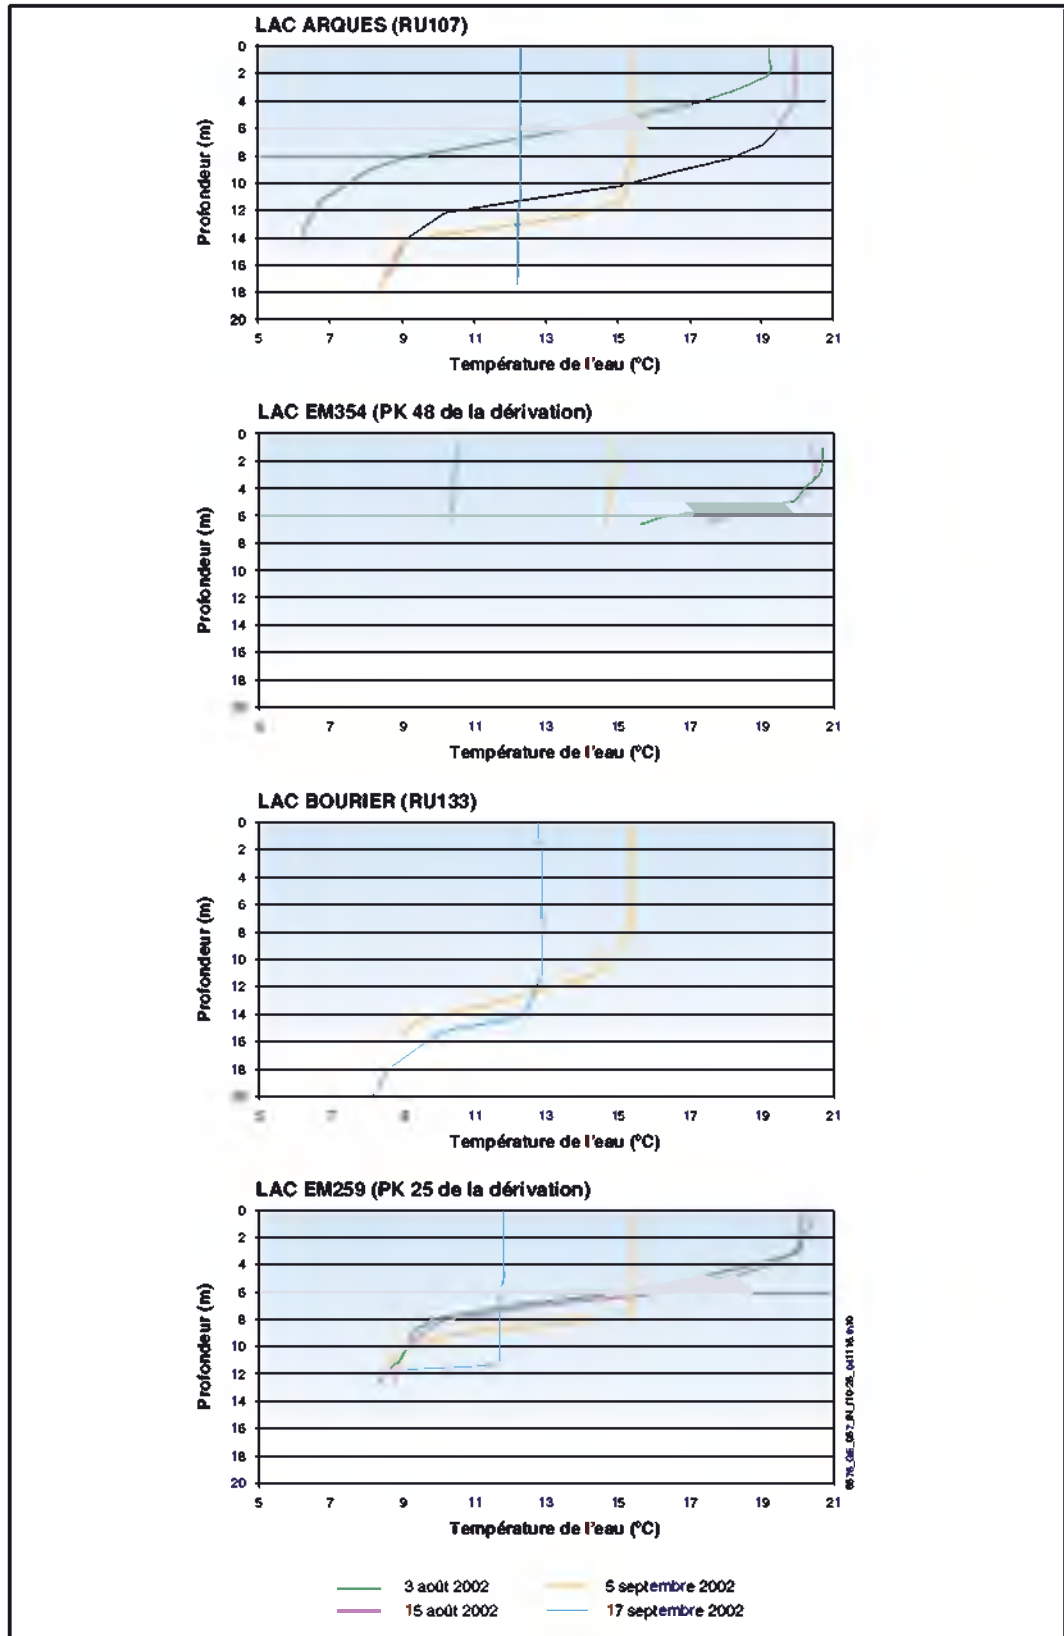 LAC ARQUES (RU107)
Profondeur (m)
0
2
4
6
8
10
12
14
16
18
20
5 7 9 11 13 15 17 19 21
Température de l'eau (ºC)
LAC EM354 (PK 48 de la dérivation)
Profondeur (m)
0
2
4
6
8
10
12
14
16
18
7 9 11 13 15 17 19 21
Température de l'eau (ºC)
LAC BOURIER (RU133)
Profondeur (m)
0
2
4
6
8
10
12
14
16
18
5 11 13 15 17 19 21
Température de l'eau (ºC)
LAC EM259 (PK 25 de la dérivation)
Profondeur (m)
0
2
4
6
8
10
12
14
16
18
20
5 7 9 11 13 15 17 19 21
Température de l'eau (ºC)
3 août 2002
5 septembre 2002
15 août 2002
17 septembre 2002